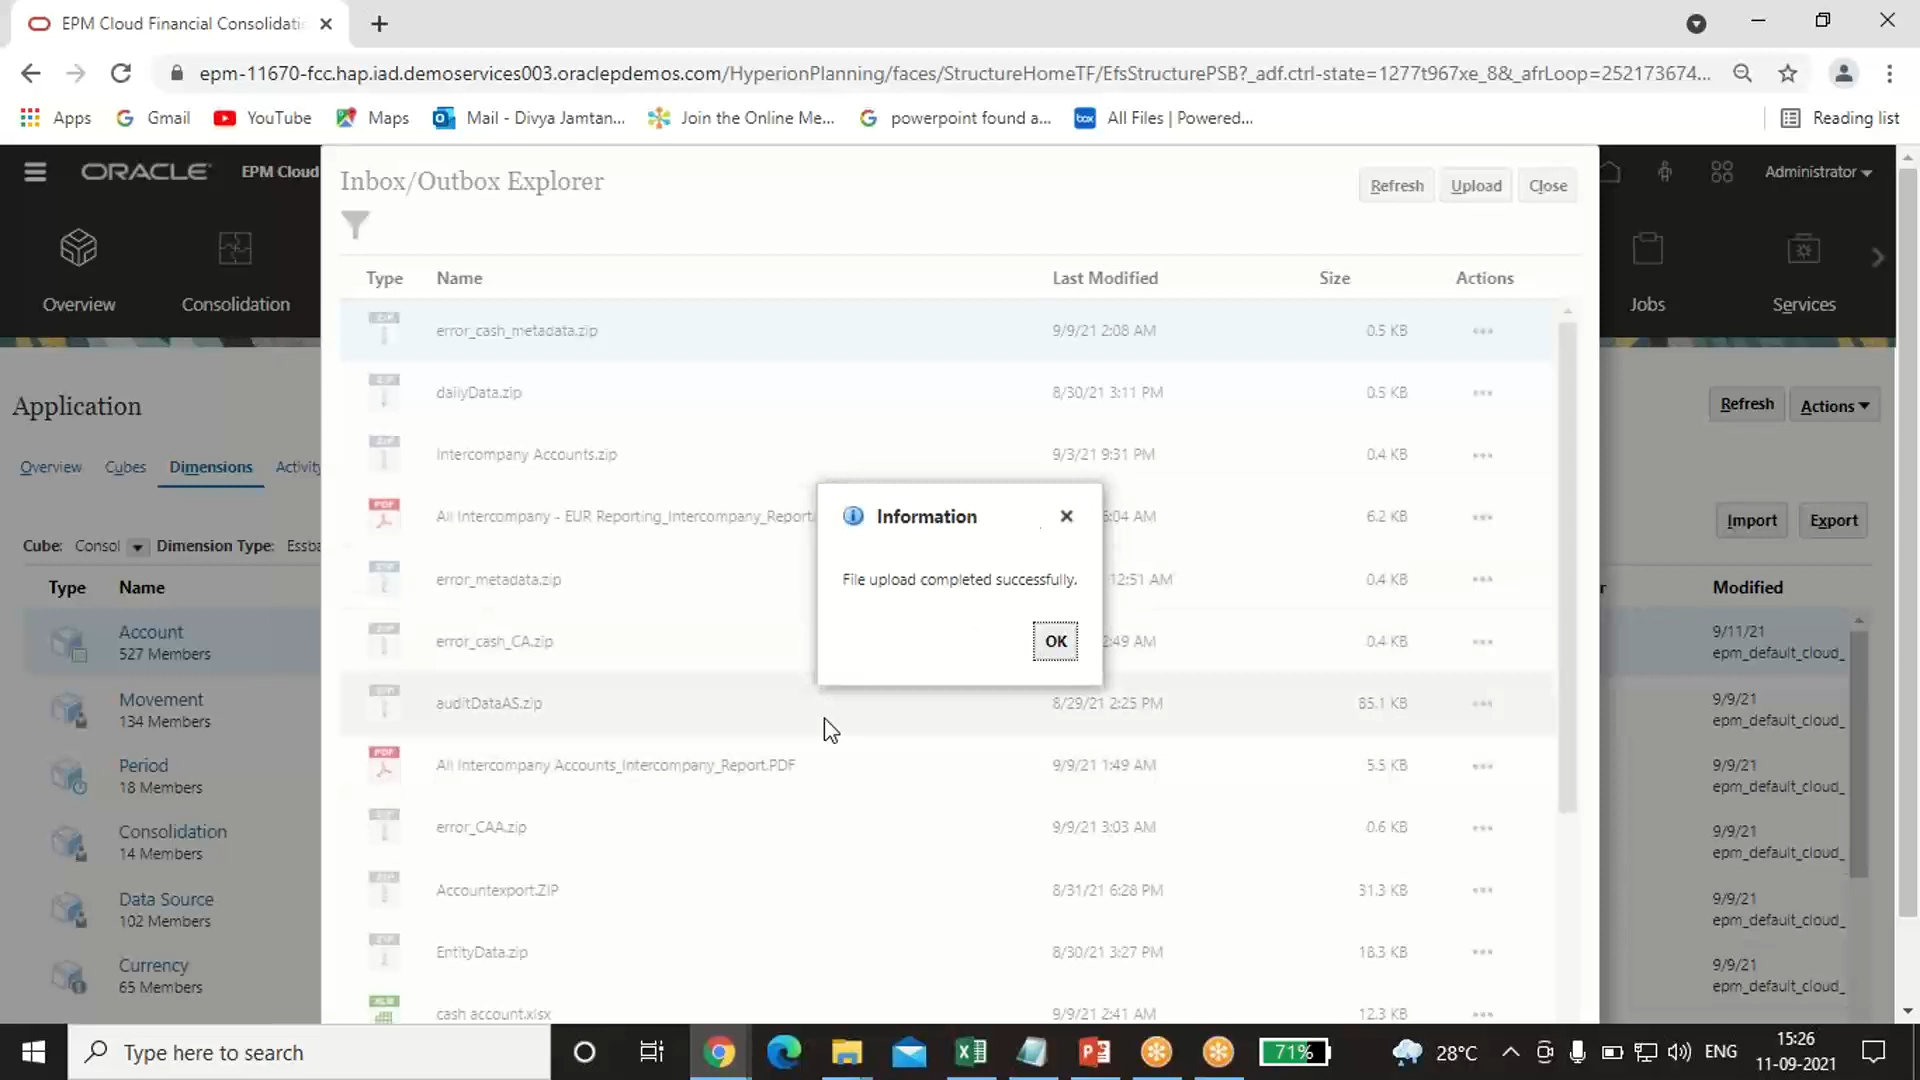 EPM Cloud Financial Consolidati
epm-11670-fcc.hap.iad.demoservices003.oraclepdemos.com/HyperionPlanning/faces/StructureHomeTF/EfsStructurePSB?_adf.ctrl-state=1277t967xe_8&_afrLoop=252173674...
Apps Gmail YouTube Maps Mail - Divya Jamtan... Join the Online Me... powerpoint found a... All Files | Powered... Reading list
ORACLE EPM Cloud Administrator
Overview Consolidation Jobs Services
Inbox/Outbox Explorer
Refresh Upload Close
Type Name Last Modified Size Actions
error_cash_metadata.zip 9/9/21 2:08 AM 0.5 KB
dailyData.zip 8/30/21 3:11 PM 0.5 KB
Intercompany Accounts.zip 9/3/21 9:31 PM 0.4 KB
All Intercompany - EUR Reporting_Intercompany_Report 6:04 AM 6.2 KB
error_metadata.zip 12:51 AM 0.4 KB
error_cash_CA.zip 2:49 AM 0.4 KB
auditDataAS.zip 8/29/21 2:25 PM 85.1 KB
All Intercompany Accounts_Intercompany_Report.PDF 9/9/21 1:49 AM 5.5 KB
error_CAA.zip 9/9/21 3:03 AM 0.6 KB
Accountexport.ZIP 8/31/21 6:28 PM 31.3 KB
EntityData.zip 8/30/21 3:27 PM 18.3 KB
cash account.xlsx 9/9/21 2:41 AM 12.3 KB
Information
File upload completed successfully.
OK
Application
Refresh Actions
Overview Cubes Dimensions Activity
Import Export
Cube: Consol Dimension Type: Essba
Type Name Modified
Account
527 Members
9/11/21
epm_default_cloud_
Movement
134 Members
9/9/21
epm_default_cloud_
Period
18 Members
9/9/21
epm_default_cloud_
Consolidation
14 Members
9/9/21
epm_default_cloud_
Data Source
102 Members
9/9/21
epm_default_cloud_
Currency
65 Members
9/9/21
epm_default_cloud_
Type here to search
71%
28°C
ENG
15:26
11-09-2021